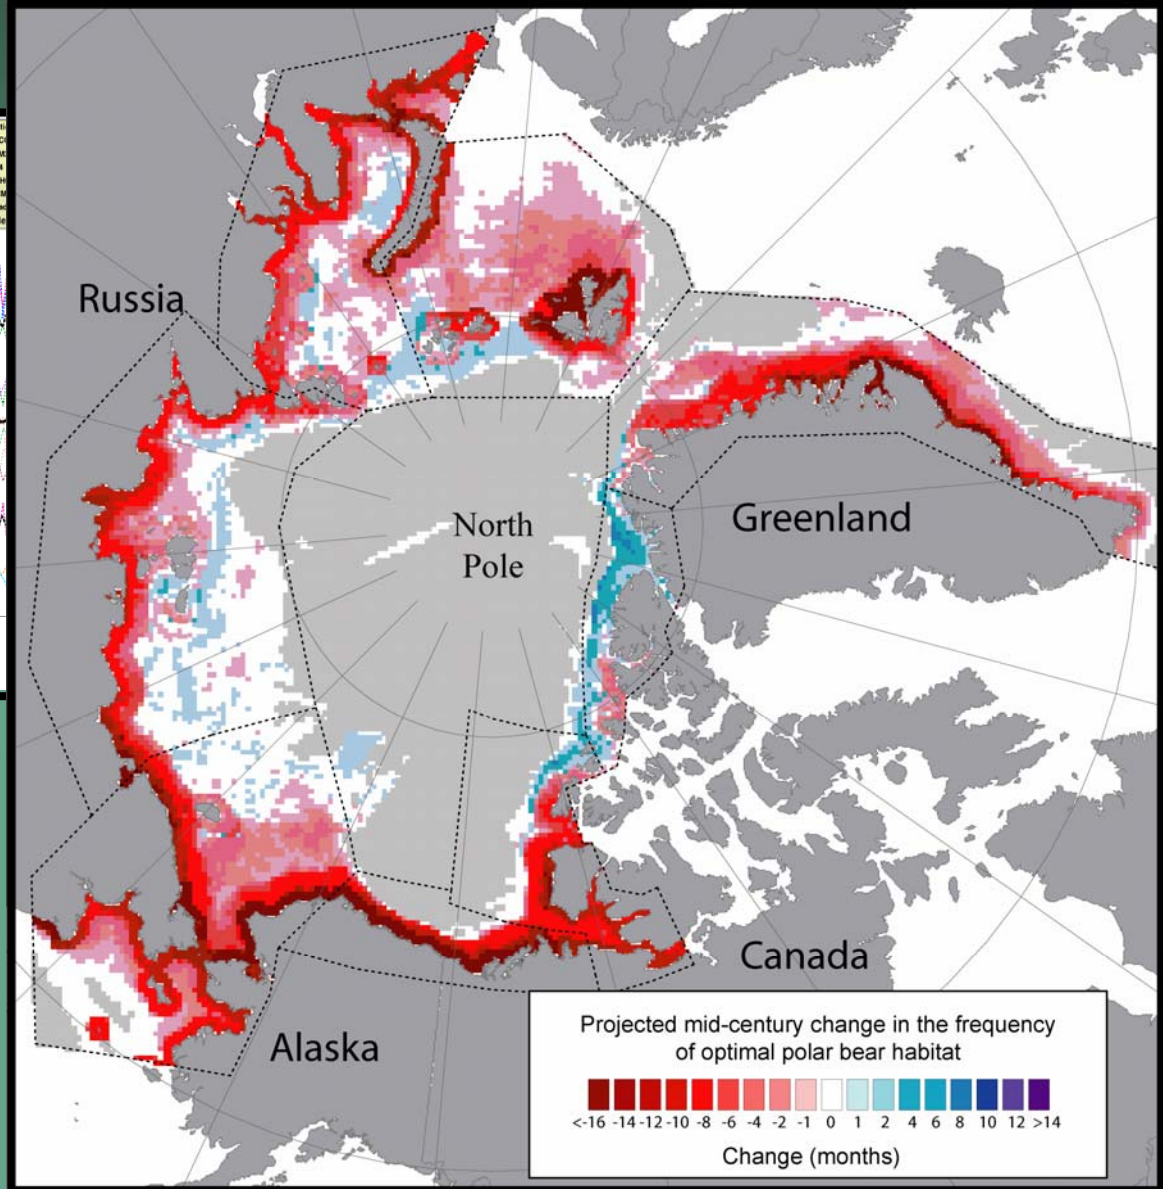 Russia
North
Pole
Greenland
Canada
Alaska
Projected mid-century change in the frequency
of optimal polar bear habitat
<-16 -14 -12 -10 -8 -6 -4 -2 -1 0 1 2 4 6 8 10 12 >14
Change (months)